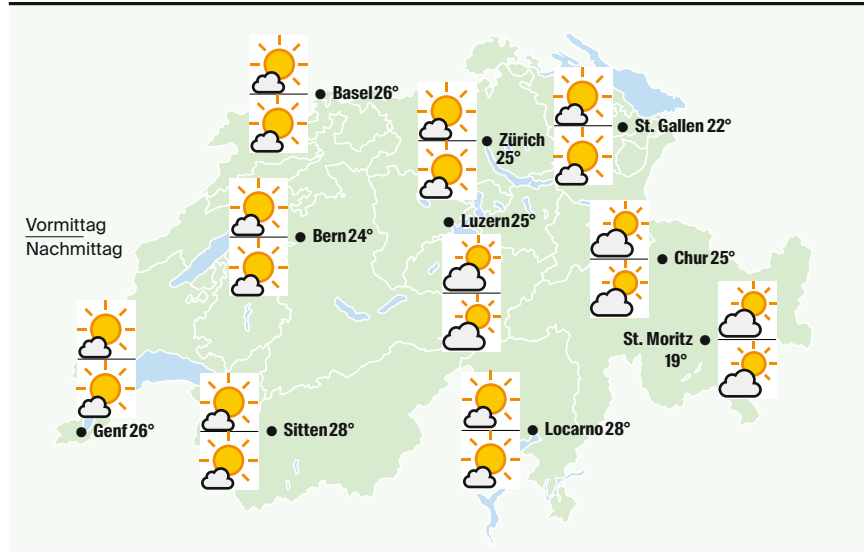 Basel 26°
St. Gallen 22°
Zürich
25°
Vormittag
Nachmittag
Luzern 25°
Bern 24°
Chur 25°
St. Moritz
19°
Genf 26°
Sitten 28°
Locarno 28°